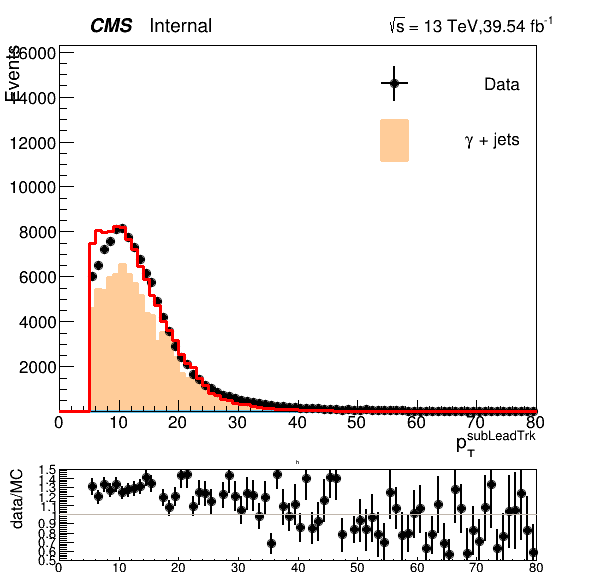 CMS Internal √s = 13 TeV,39.54 fb⁻¹
Events
16000
14000
12000
10000
8000
6000
4000
2000
Data
γ + jets
0 10 20 30 40 50 60 70 80
p_T^subLeadTrk
data/MC
1.5
1.4
1.3
1.2
1.1
1
0.9
0.8
0.7
0.6
0.5
0 10 20 30 40 50 60 70 80